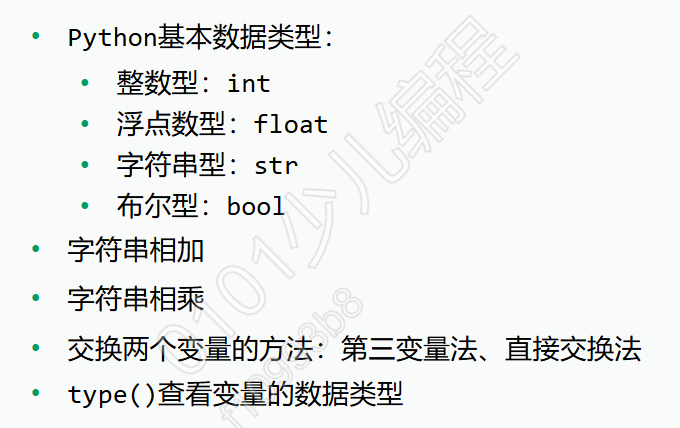 Python基本数据类型：
整数型：int
浮点数型：float
字符串型：str
布尔型：bool
字符串相加
字符串相乘
交换两个变量的方法：第三变量法、直接交换法
type()查看变量的数据类型
0101少儿编程